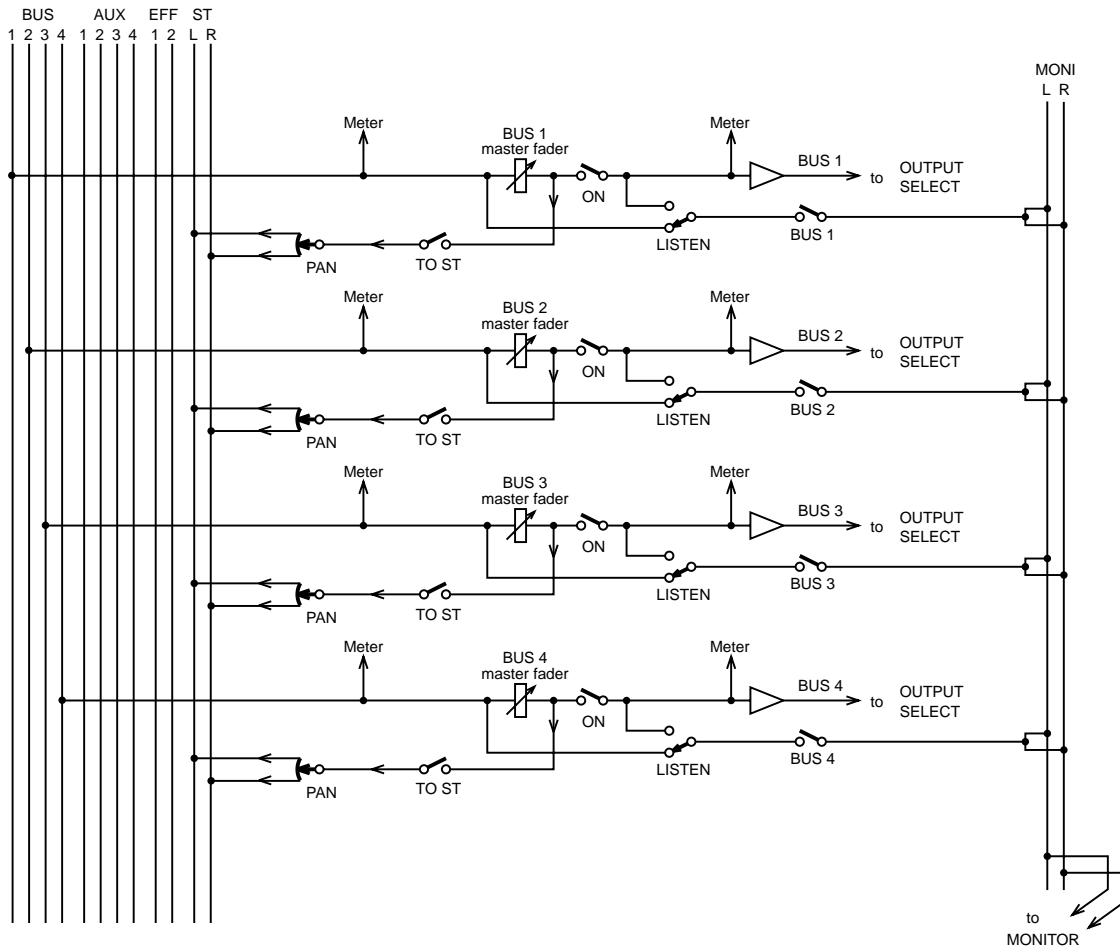 BUS AUX EFF ST
1 2 3 4 1 2 3 4 1 2 L R
MONI
L R
Meter
BUS 1
master fader
Meter
ON
BUS 1
to
OUTPUT
SELECT
LISTEN
BUS 1
PAN
TO ST
Meter
BUS 2
master fader
Meter
ON
BUS 2
to
OUTPUT
SELECT
LISTEN
BUS 2
PAN
TO ST
Meter
BUS 3
master fader
Meter
ON
BUS 3
to
OUTPUT
SELECT
LISTEN
BUS 3
PAN
TO ST
Meter
BUS 4
master fader
Meter
ON
BUS 4
to
OUTPUT
SELECT
LISTEN
BUS 4
PAN
TO ST
to
MONITOR